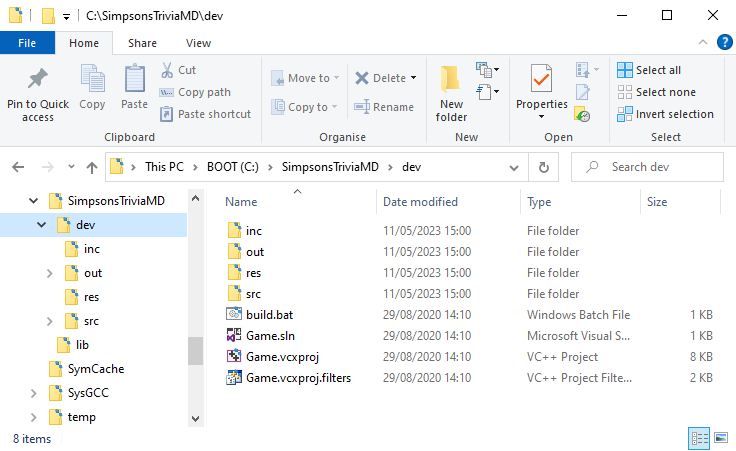 C:\SimpsonsTriviaMD\dev
File Home Share View
Pin to Quick access
Copy
Paste
Cut
Copy path
Paste shortcut
Clipboard
Move to
Copy to
Delete
Rename
Organise
New folder
New
Properties
Open
Select all
Select none
Invert selection
Select
This PC > BOOT (C:) > SimpsonsTriviaMD > dev
Search dev
SimpsonsTriviaMD
dev
inc
out
res
src
lib
SymCache
SysGCC
temp
Name Date modified Type Size
inc 11/05/2023 15:00 File folder
out 11/05/2023 15:00 File folder
res 11/05/2023 15:00 File folder
src 11/05/2023 15:00 File folder
build.bat 29/08/2020 14:10 Windows Batch File 1 KB
Game.sln 29/08/2020 14:10 Microsoft Visual S... 1 KB
Game.vcxproj 29/08/2020 14:10 VC++ Project 8 KB
Game.vcxproj.filters 29/08/2020 14:10 VC++ Project Filte... 2 KB
8 items